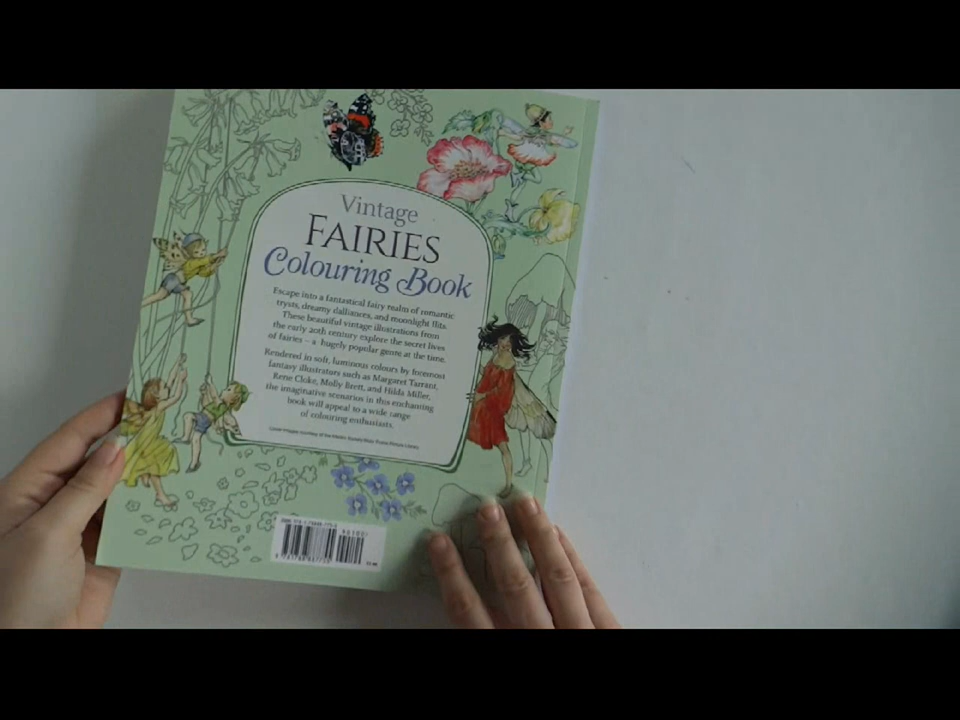 Vintage
FAIRIES
Colouring Book
Escape into a fantastical fairy realm of romantic
trysts, dreamy dalliances, and moonlight flits.
These beautiful vintage illustrations from
the early 20th century explore the secret lives
of fairies – a hugely popular genre at the time.
Rendered in soft, luminous colours by foremost
fantasy illustrators such as Margaret Tarrant,
Rene Cloke, Molly Brett, and Hilda Miller,
the imaginative scenarios in this enchanting
book will appeal to a wide range
of colouring enthusiasts.